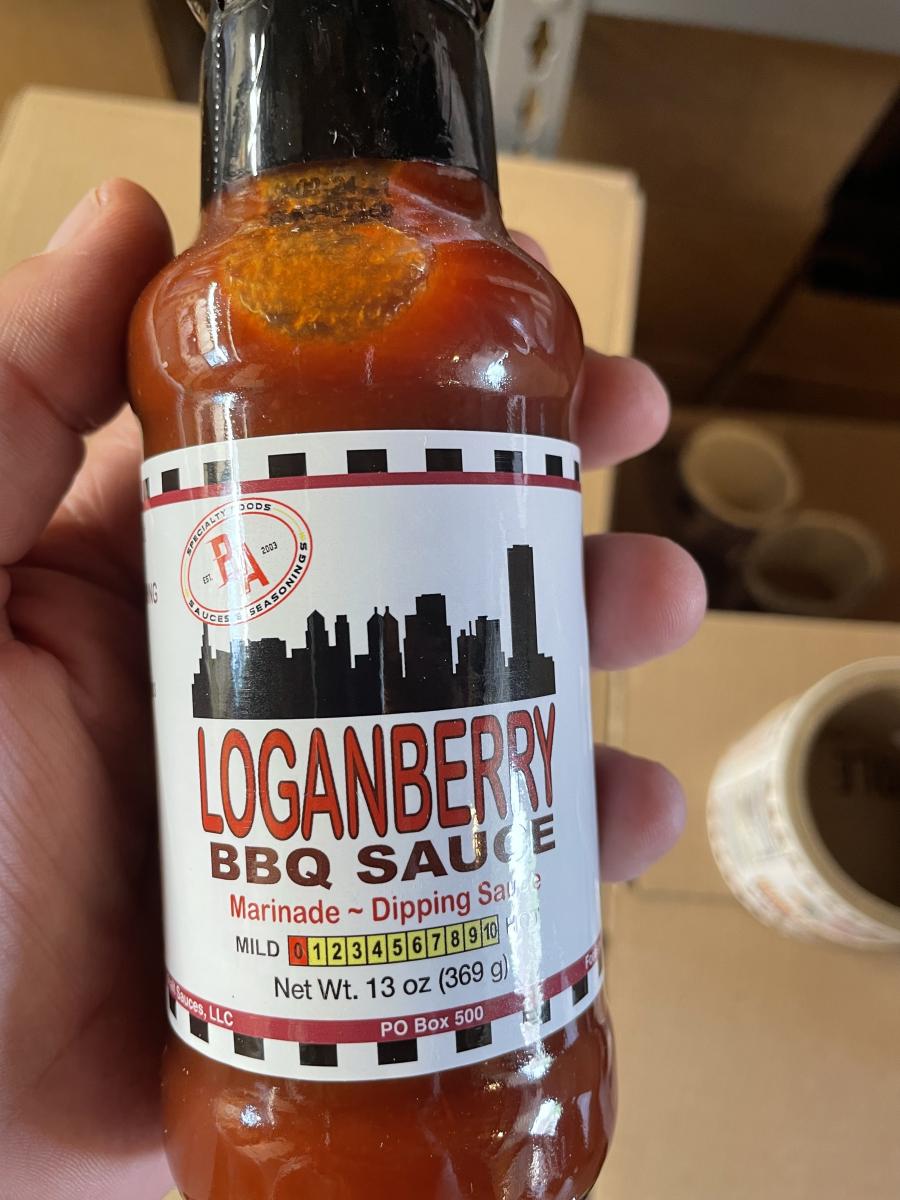 SPECIALTY FOODS
EST.
BA
2003
SAUCES & SEASONINGS
LOGANBERRY
BBQ SAUCE
Marinade ~ Dipping Sauce
MILD 0 1 2 3 4 5 6 7 8 9 10 HOT
Net Wt. 13 oz (369 g)
Sauces, LLC
PO Box 500